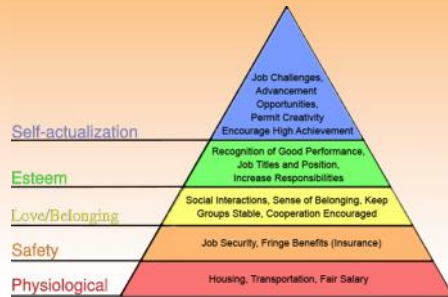 Job Challenges,
Advancement
Opportunities,
Permit Creativity
Encourage High Achievement
Self-actualization
Recognition of Good Performance,
Job Titles and Position,
Increase Responsibilities
Esteem
Social Interactions, Sense of Belonging, Keep
Groups Stable, Cooperation Encouraged
Love/Belonging
Job Security, Fringe Benefits (Insurance)
Safety
Housing, Transportation, Fair Salary
Physiological